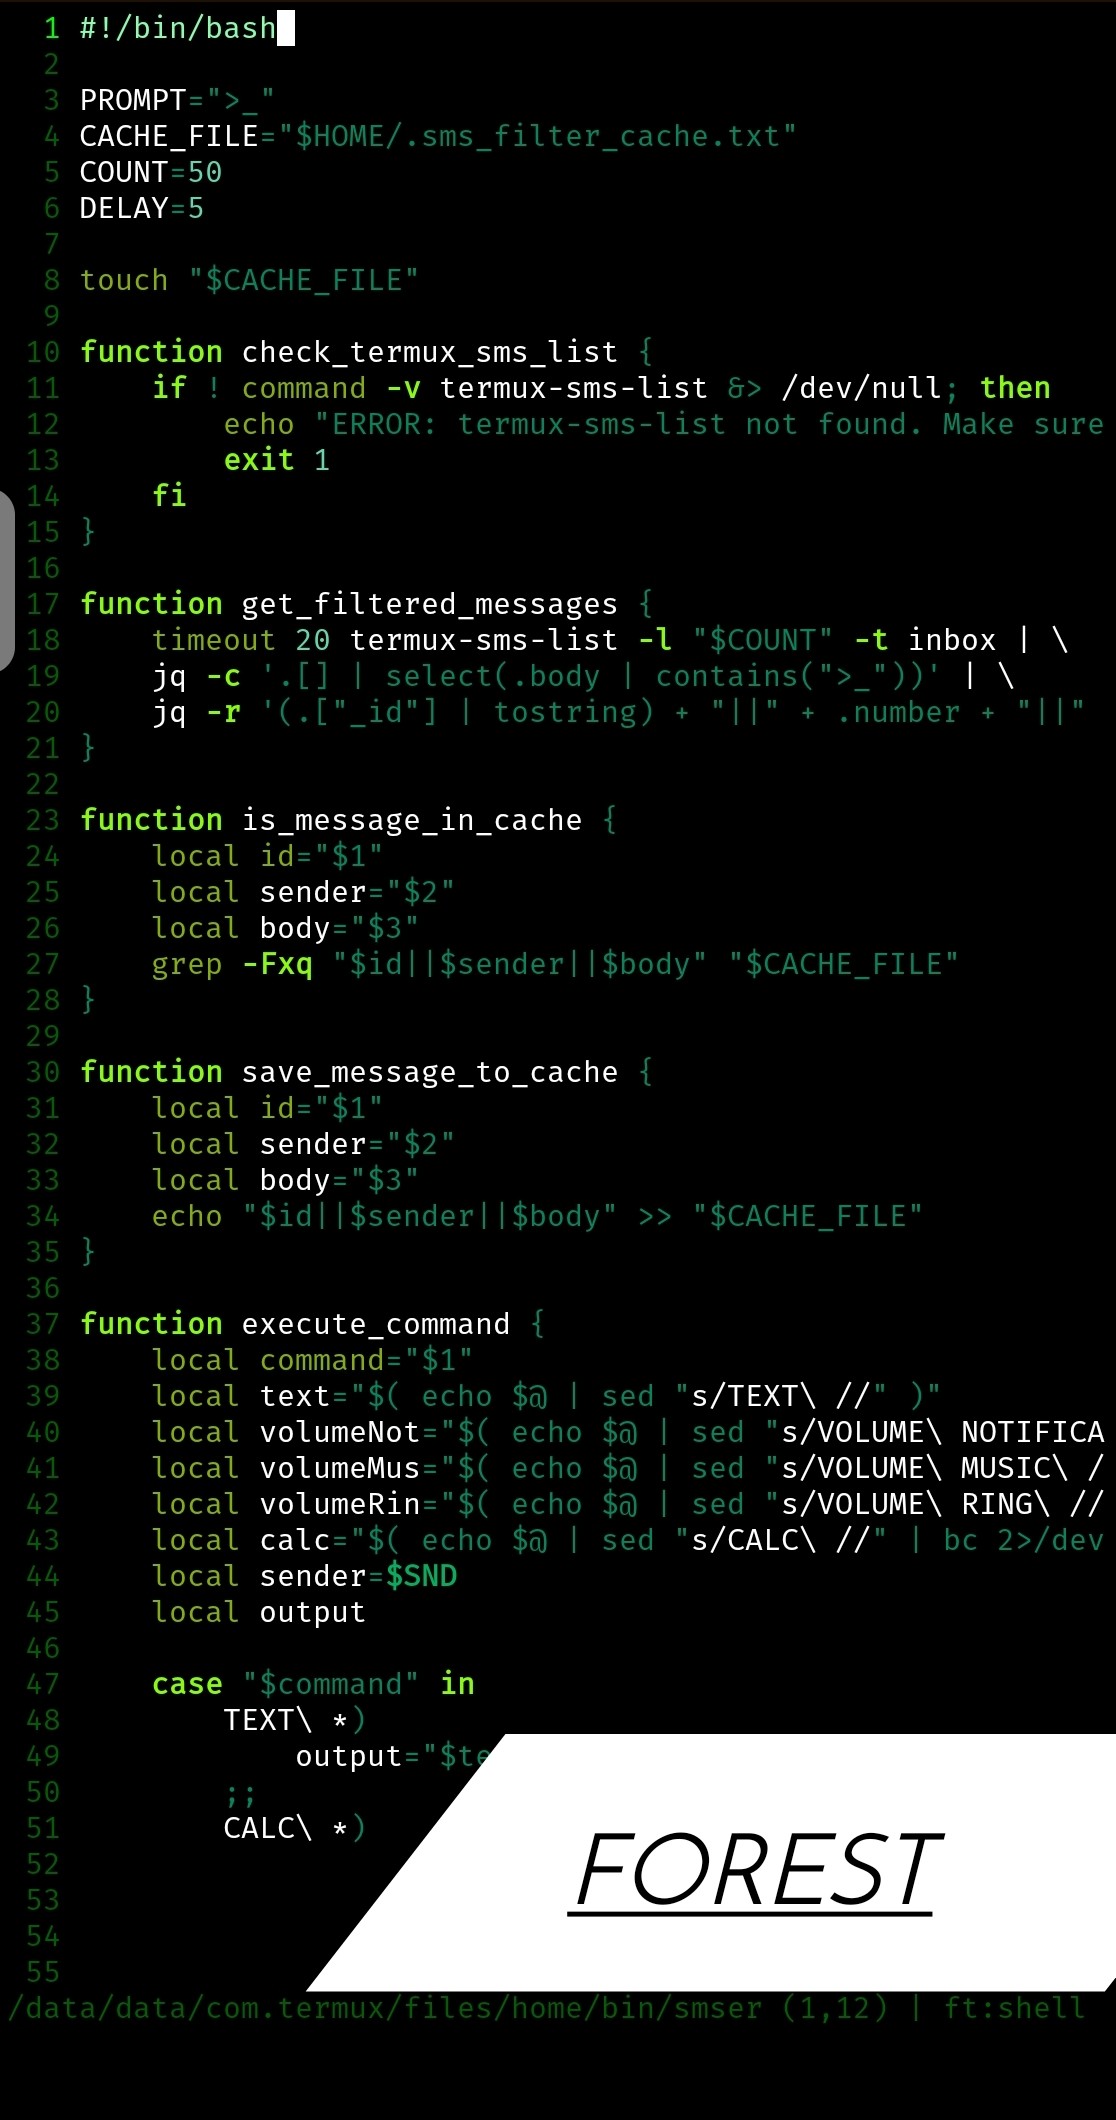 1 #!/bin/bash
2
3 PROMPT=">_"
4 CACHE_FILE="$HOME/.sms_filter_cache.txt"
5 COUNT=50
6 DELAY=5
7
8 touch "$CACHE_FILE"
9
10 function check_termux_sms_list {
11     if ! command -v termux-sms-list &> /dev/null; then
12         echo "ERROR: termux-sms-list not found. Make sure
13         exit 1
14     fi
15 }
16
17 function get_filtered_messages {
18     timeout 20 termux-sms-list -l "$COUNT" -t inbox | \
19     jq -c '.[] | select(.body | contains(">_"))' | \
20     jq -r '(.["_id"] | tostring) + "||" + .number + "||"
21 }
22
23 function is_message_in_cache {
24     local id="$1"
25     local sender="$2"
26     local body="$3"
27     grep -Fxq "$id||$sender||$body" "$CACHE_FILE"
28 }
29
30 function save_message_to_cache {
31     local id="$1"
32     local sender="$2"
33     local body="$3"
34     echo "$id||$sender||$body" >> "$CACHE_FILE"
35 }
36
37 function execute_command {
38     local command="$1"
39     local text="$( echo $@ | sed "s/TEXT\ //" )"
40     local volumeNot="$( echo $@ | sed "s/VOLUME\ NOTIFICA
41     local volumeMus="$( echo $@ | sed "s/VOLUME\ MUSIC\ /
42     local volumeRin="$( echo $@ | sed "s/VOLUME\ RING\ //
43     local calc="$( echo $@ | sed "s/CALC\ //" | bc 2>/dev
44     local sender=$SND
45     local output
46
47     case "$command" in
48         TEXT\ *)
49             output="$te
50         ;;
51         CALC\ *)
52
53
54
55
FOREST
/data/data/com.termux/files/home/bin/smser (1,12) | ft:shell